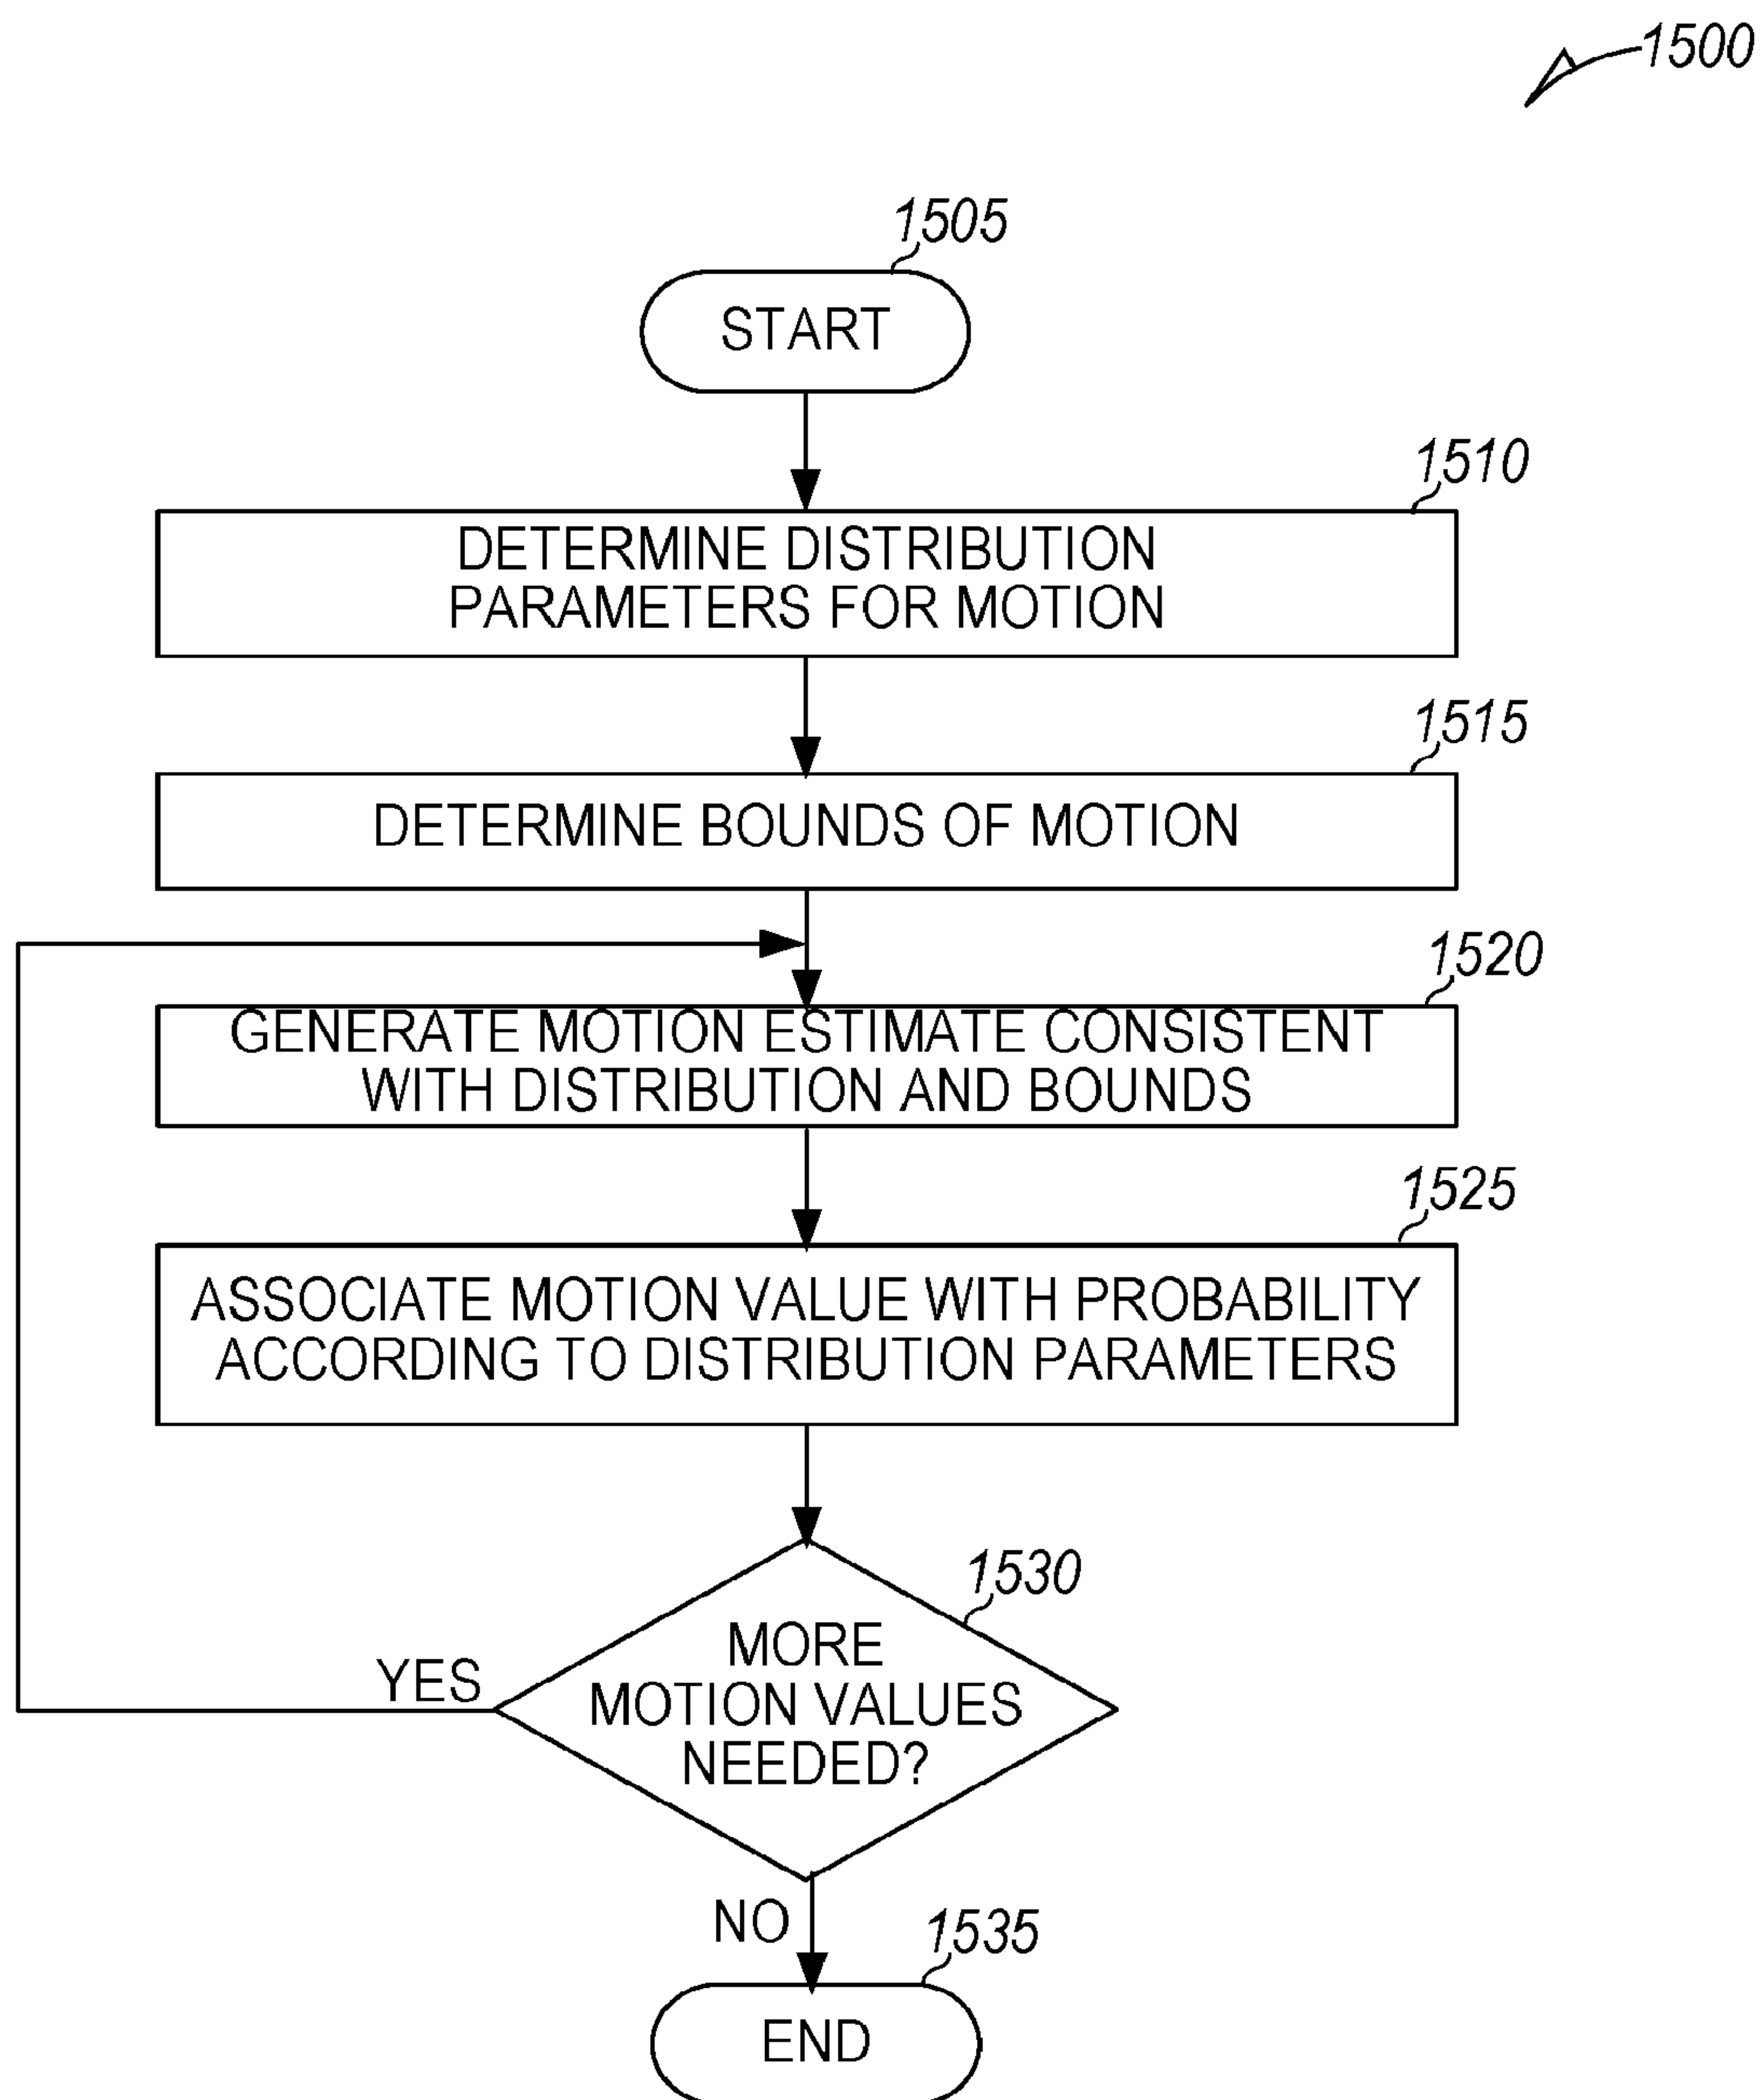 1500
1505
START
1510
DETERMINE DISTRIBUTION
PARAMETERS FOR MOTION
1515
DETERMINE BOUNDS OF MOTION
1520
GENERATE MOTION ESTIMATE CONSISTENT
WITH DISTRIBUTION AND BOUNDS
1525
ASSOCIATE MOTION VALUE WITH PROBABILITY
ACCORDING TO DISTRIBUTION PARAMETERS
1530
MORE
MOTION VALUES
NEEDED?
YES
NO
1535
END